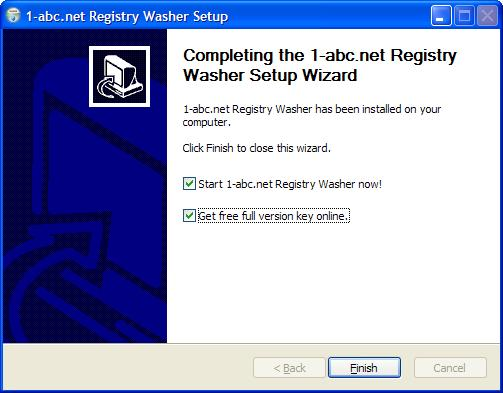 1-abc.net Registry Washer Setup
Completing the 1-abc.net Registry
Washer Setup Wizard
1-abc.net Registry Washer has been installed on your
computer.
Click Finish to close this wizard.
Start 1-abc.net Registry Washer now!
Get free full version key online.
< Back
Finish
Cancel